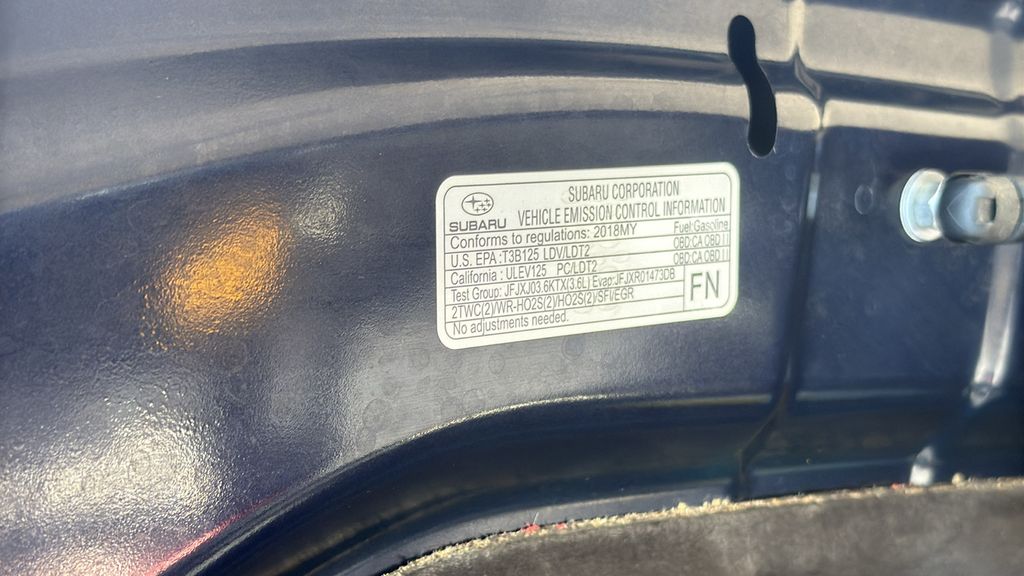 SUBARU
SUBARU CORPORATION
VEHICLE EMISSION CONTROL INFORMATION
Conforms to regulations: 2018MY Fuel Gasoline
U.S. EPA :T3B125 LDV/LDT2 OBD:CA OBD II
California : ULEV125 PC/LDT2 OBD:CA OBD II
Test Group: JFJXJ03.6KTX(3.6L) Evap:JFJXR01473DB
2TWC(2)/WR-HO2S(2)/HO2S(2)/SFI/EGR
No adjustments needed.
FN